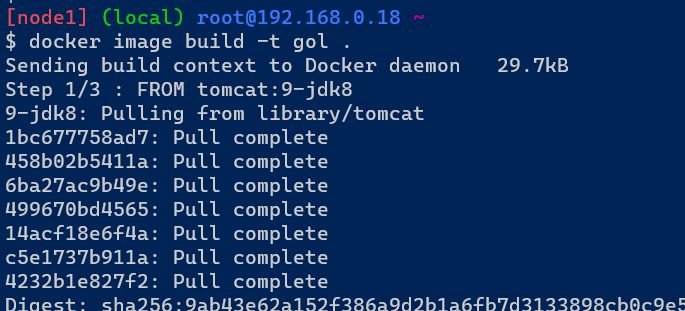 [node1] (local) root@192.168.0.18 ~
$ docker image build -t gol .
Sending build context to Docker daemon   29.7kB
Step 1/3 : FROM tomcat:9-jdk8
9-jdk8: Pulling from library/tomcat
1bc677758ad7: Pull complete
458b02b5411a: Pull complete
6ba27ac9b49e: Pull complete
499670bd4565: Pull complete
14acf18e6f4a: Pull complete
c5e1737b911a: Pull complete
4232b1e827f2: Pull complete
Digest: sha256:9ab43e62a152f386a9d2b1a6fb7d3133898cb0c9e5